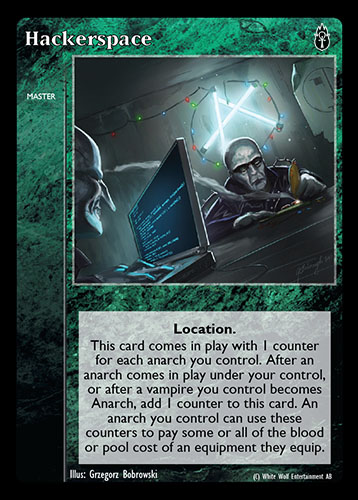 Hackerspace
MASTER
Location.
This card comes in play with 1 counter
for each anarch you control. After an
anarch comes in play under your control,
or after a vampire you control becomes
Anarch, add 1 counter to this card. An
anarch you control can use these
counters to pay some or all of the blood
or pool cost of an equipment they equip.
Illus: Grzegorz Bobrowski
(C) White Wolf Entertainment AB